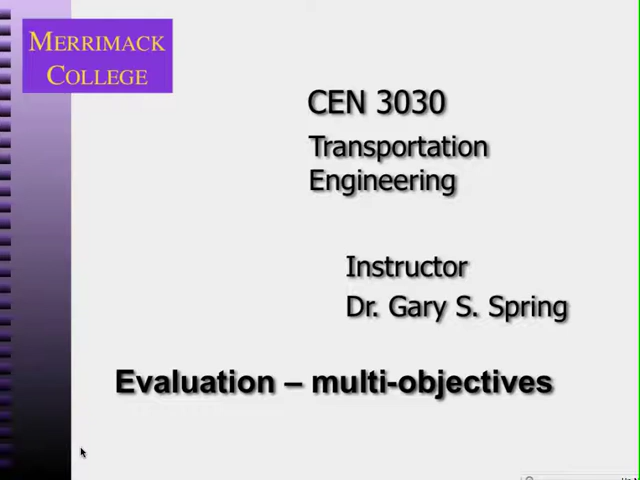 MERRIMACK
COLLEGE
CEN 3030
Transportation
Engineering
Instructor
Dr. Gary S. Spring
Evaluation – multi-objectives